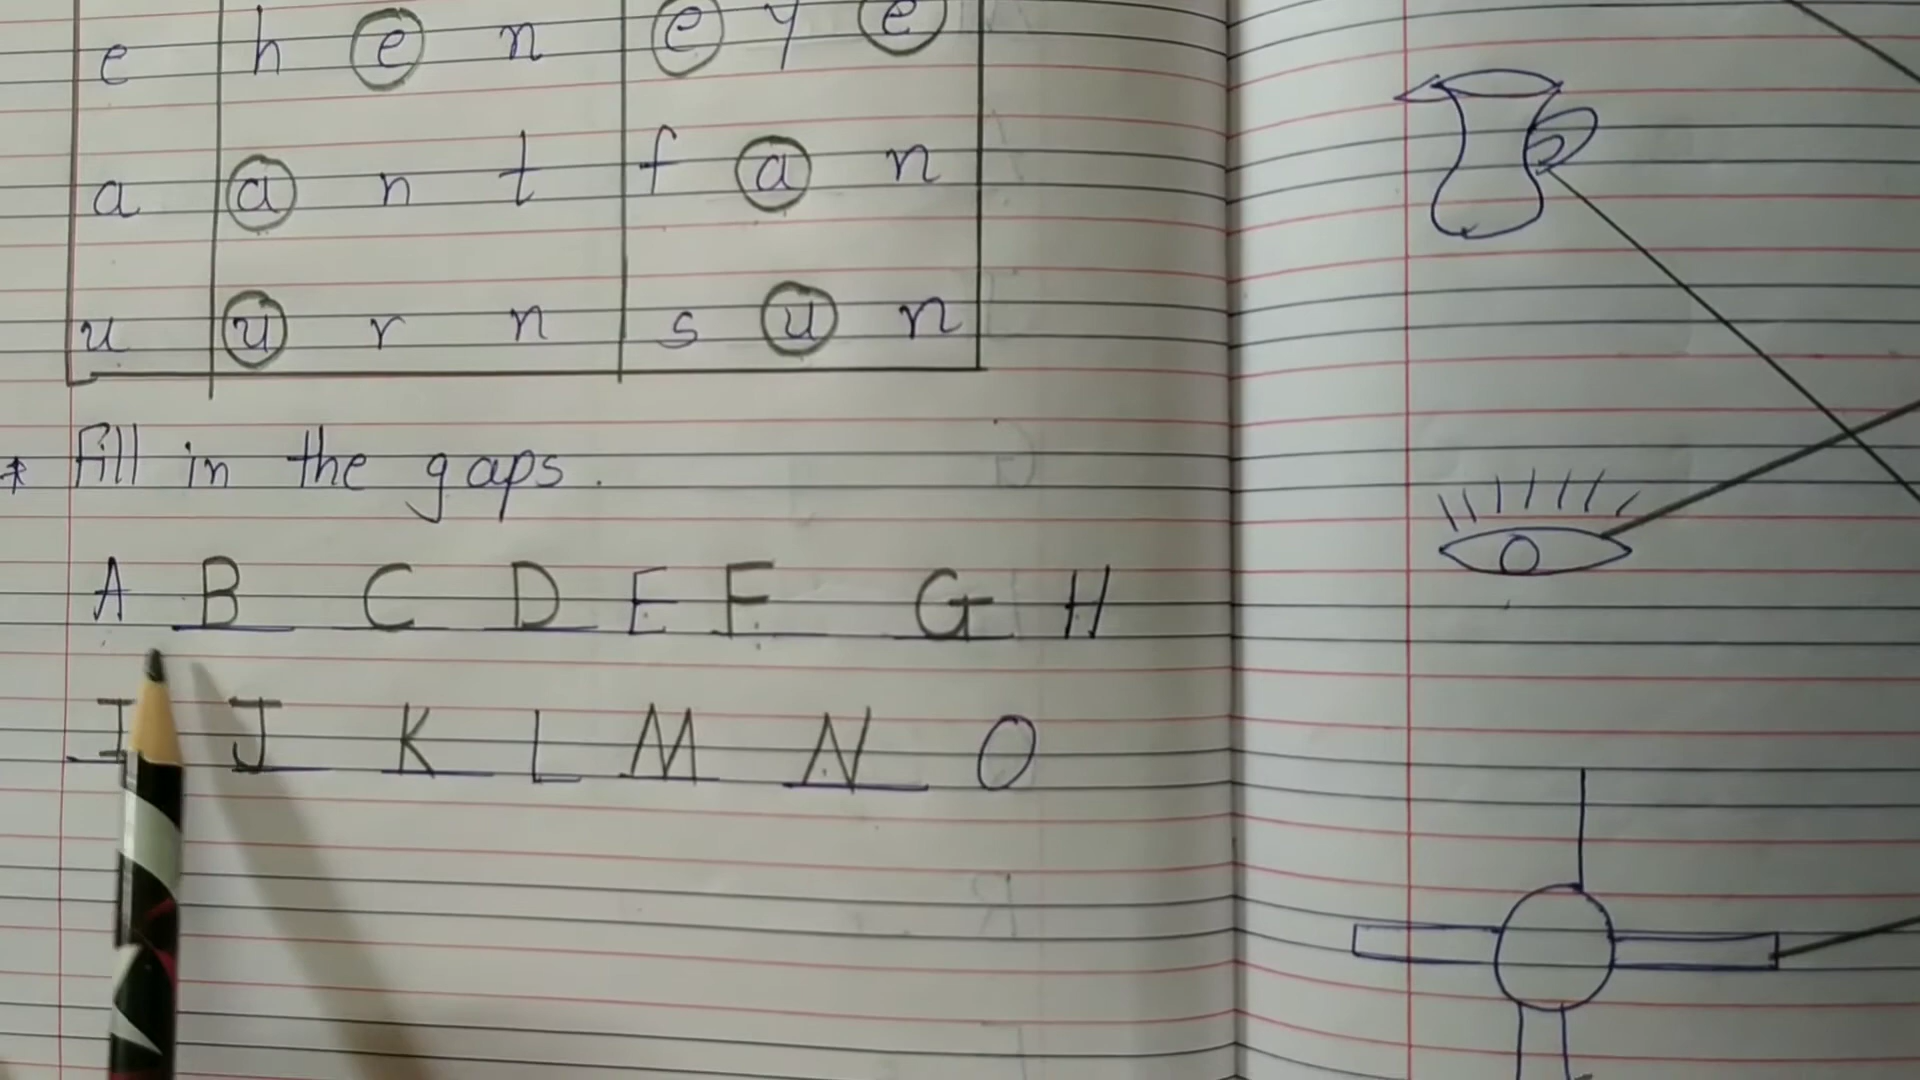 e h e n e y e
a a n t f a n
u u r n s u n
* Fill in the gaps.
A B C D E F G H
I J K L M N O